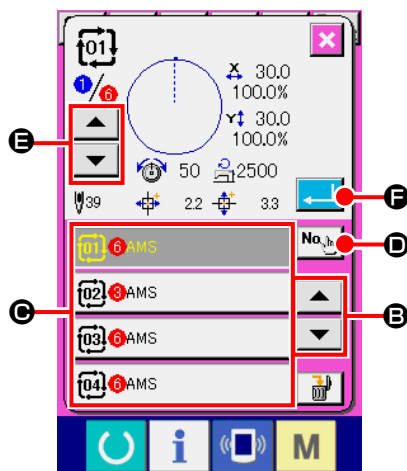 01
1/6
X 30.0
100.0%
Y 30.0
100.0%
50 2500
39 2.2 3.3
E
F
No.
D
01 6 AMS
02 3 AMS
03 6 AMS
04 6 AMS
C
B
i M